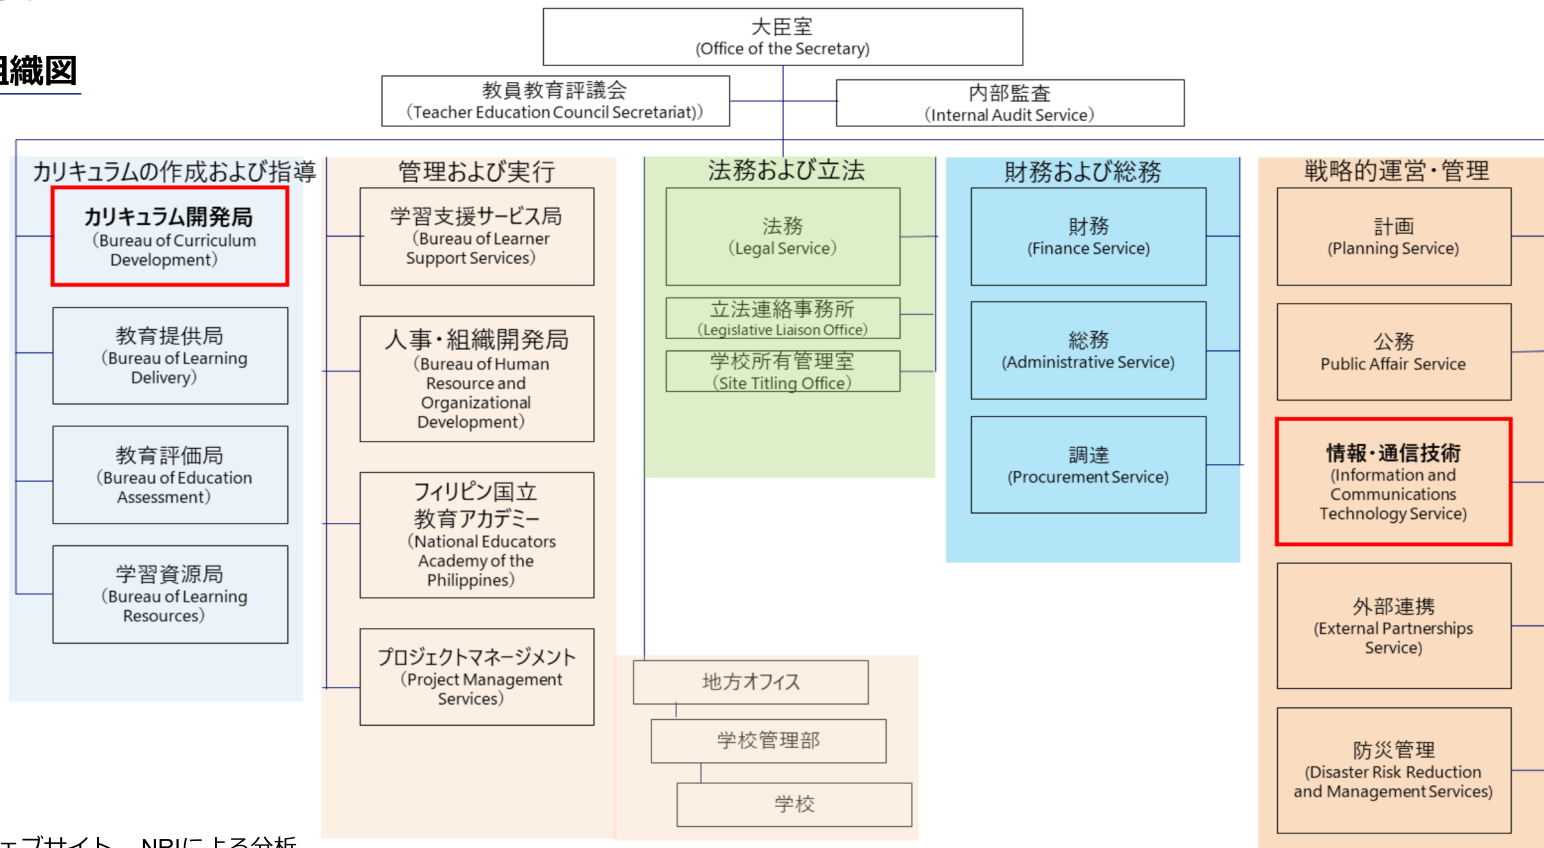 大臣室
(Office of the Secretary)
組織図
教員教育評議会
（Teacher Education Council Secretariat)）
内部監査
（Internal Audit Service）
カリキュラムの作成および指導
カリキュラム開発局
（Bureau of Curriculum
Development）
教育提供局
（Bureau of Learning
Delivery）
教育評価局
（Bureau of Education
Assessment）
学習資源局
（Bureau of Learning
Resources）
管理および実行
学習支援サービス局
（Bureau of Learner
Support Services）
人事・組織開発局
（Bureau of Human
Resource and
Organizational
Development）
フィリピン国立
教育アカデミー
（National Educators
Academy of the
Philippines）
プロジェクトマネージメント
（Project Management
Services）
法務および立法
法務
（Legal Service）
立法連絡事務所
（Legislative Liaison Office）
学校所有管理室
（Site Titling Office）
地方オフィス
学校管理部
学校
財務および総務
財務
(Finance Service)
総務
(Administrative Service)
調達
(Procurement Service)
戦略的運営・管理
計画
(Planning Service)
公務
Public Affair Service
情報・通信技術
(Information and
Communications
Technology Service)
外部連携
(External Partnerships
Service)
防災管理
(Disaster Risk Reduction
and Management Services)
ェブサイト、NRIによる分析